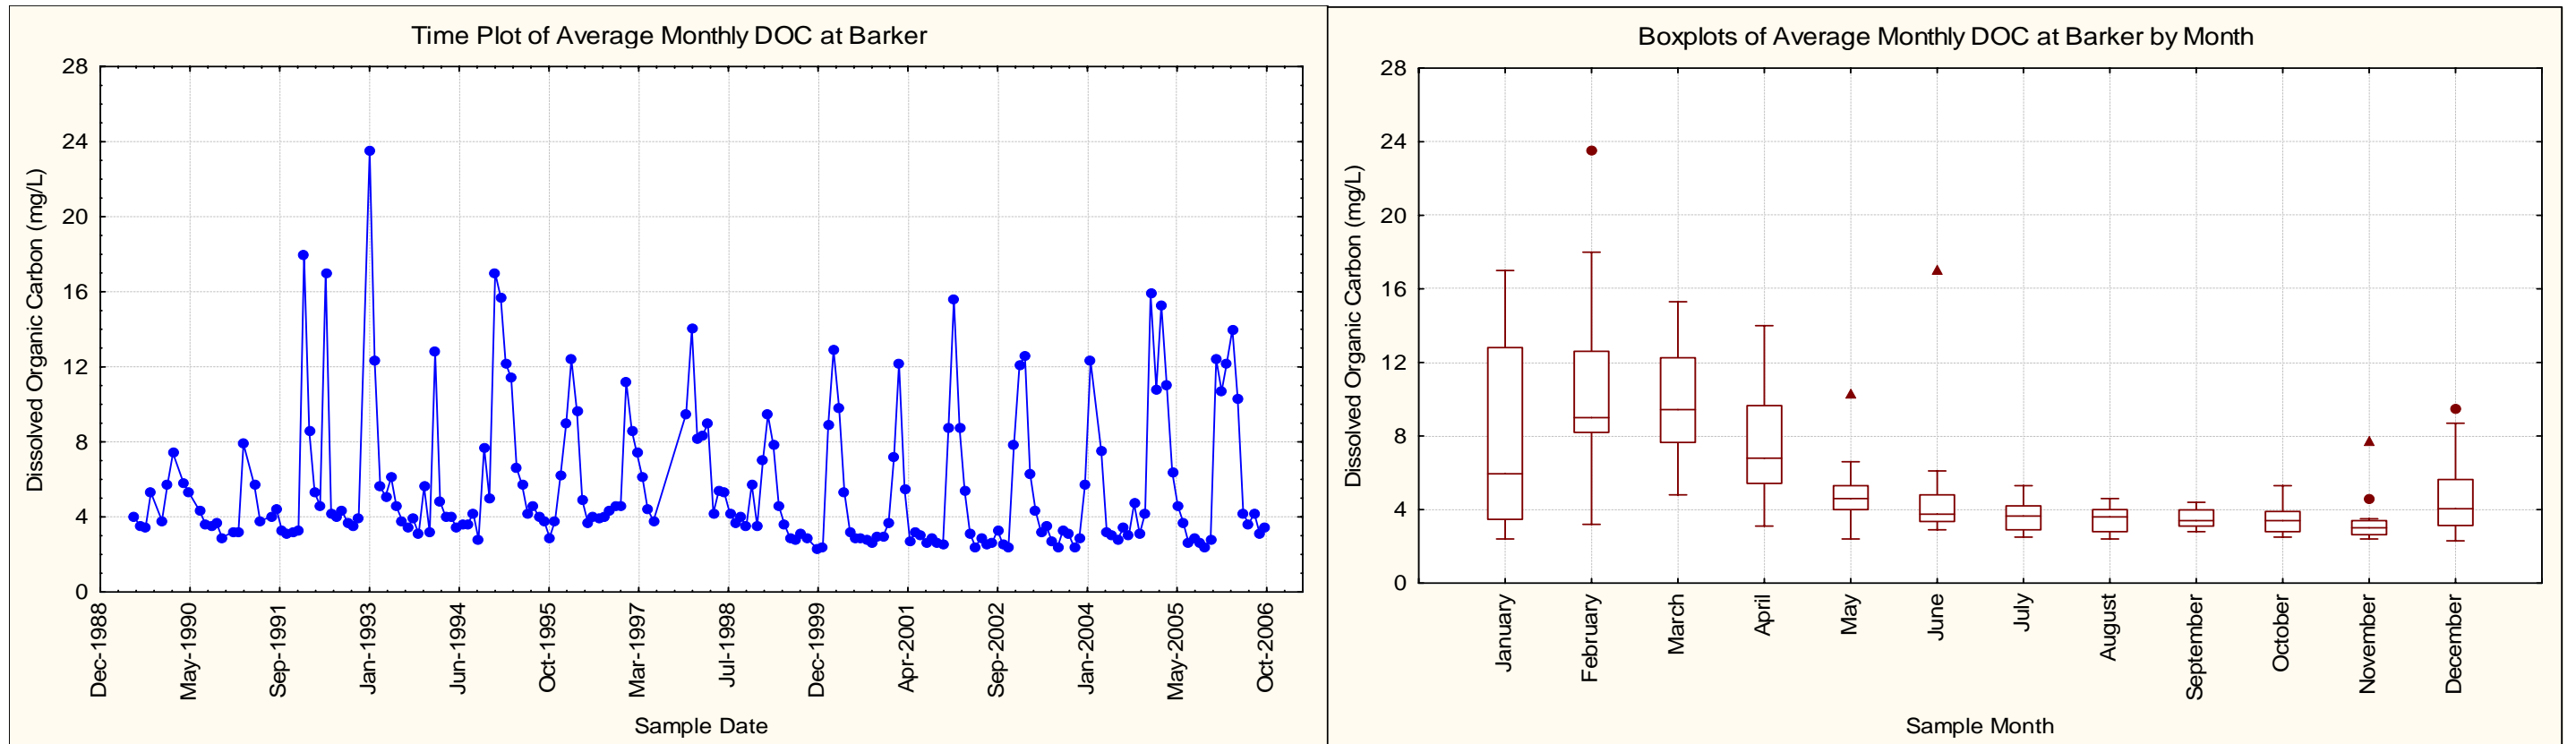 Time Plot of Average Monthly DOC at Barker
Dissolved Organic Carbon (mg/L)
28
24
20
16
12
8
4
0
Dec-1988
May-1990
Sep-1991
Jan-1993
Jun-1994
Oct-1995
Mar-1997
Jul-1998
Dec-1999
Apr-2001
Sep-2002
Jan-2004
May-2005
Oct-2006
Sample Date
Boxplots of Average Monthly DOC at Barker by Month
Dissolved Organic Carbon (mg/L)
28
24
20
16
12
8
4
0
January
February
March
April
May
June
July
August
September
October
November
December
Sample Month